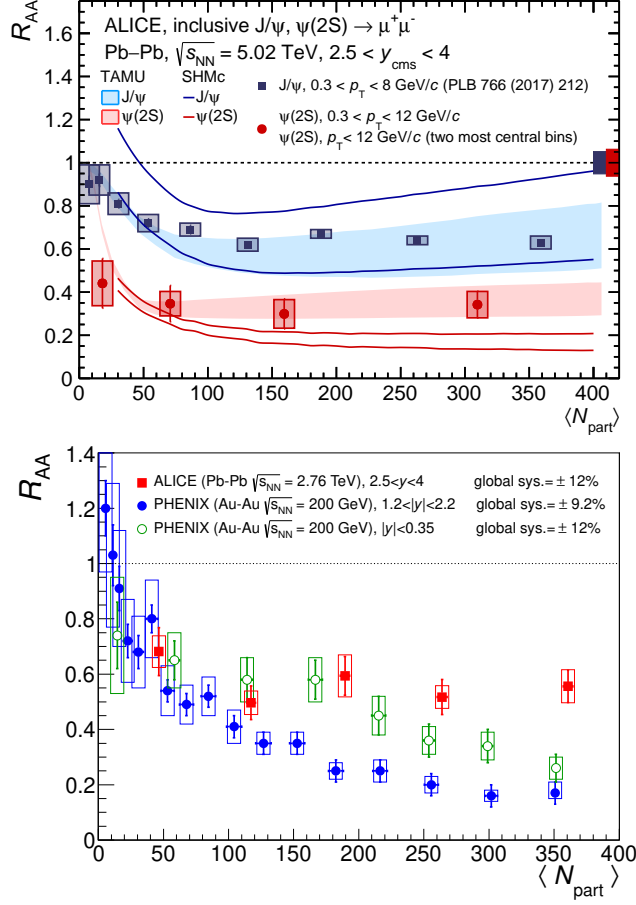 R_AA
ALICE, inclusive J/ψ, ψ(2S) → μ⁺μ⁻
Pb–Pb, √s_NN = 5.02 TeV, 2.5 < y_cms < 4
TAMU SHMc
J/ψ J/ψ
ψ(2S) ψ(2S)
J/ψ, 0.3 < p_T < 8 GeV/c (PLB 766 (2017) 212)
ψ(2S), 0.3 < p_T < 12 GeV/c
ψ(2S), p_T < 12 GeV/c (two most central bins)
1.6
1.4
1.2
1
0.8
0.6
0.4
0.2
0
0 50 100 150 200 250 300 350 400
⟨N_part⟩
R_AA
ALICE (Pb-Pb √s_NN = 2.76 TeV), 2.5<y<4 global sys.= ± 12%
PHENIX (Au-Au √s_NN = 200 GeV), 1.2<|y|<2.2 global sys.= ± 9.2%
PHENIX (Au-Au √s_NN = 200 GeV), |y|<0.35 global sys.= ± 12%
1.4
1.2
1
0.8
0.6
0.4
0.2
0
0 50 100 150 200 250 300 350 400
⟨N_part⟩